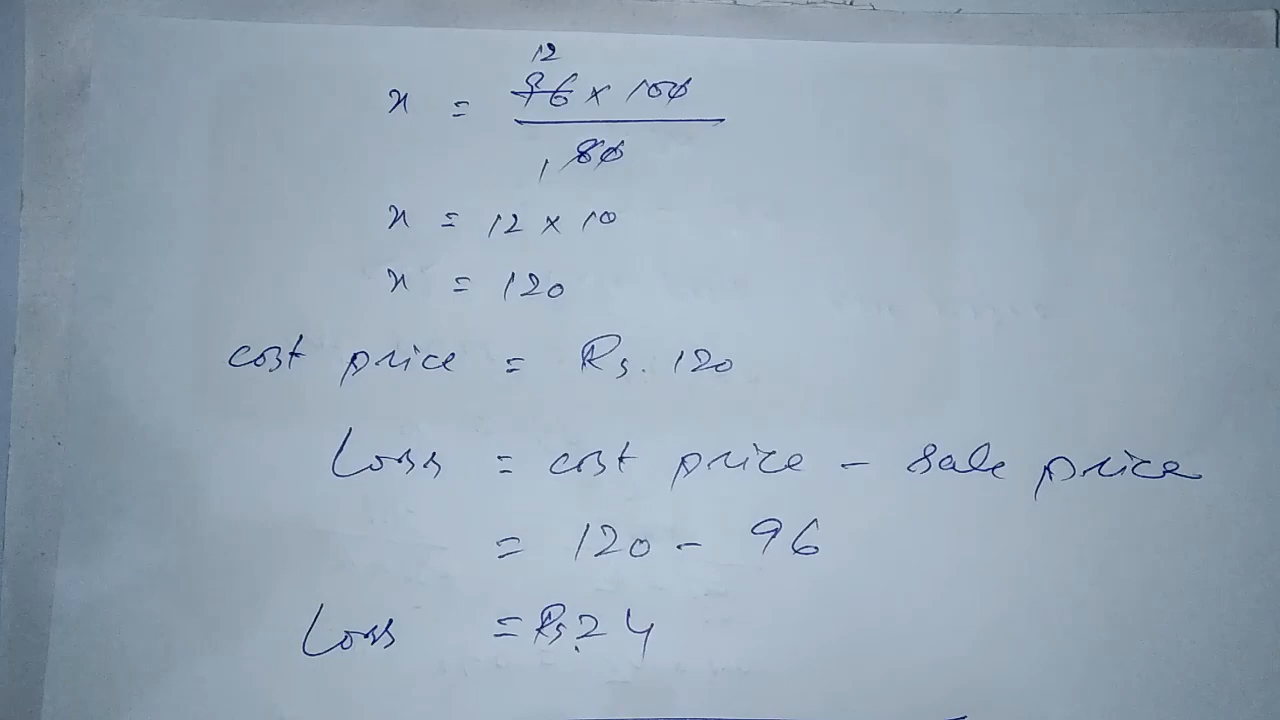 12
x = 96 × 100
1 80
x = 12 × 10
x = 120
cost price = Rs. 120
Loss = cost price - sale price
= 120 - 96
Loss = Rs. 24